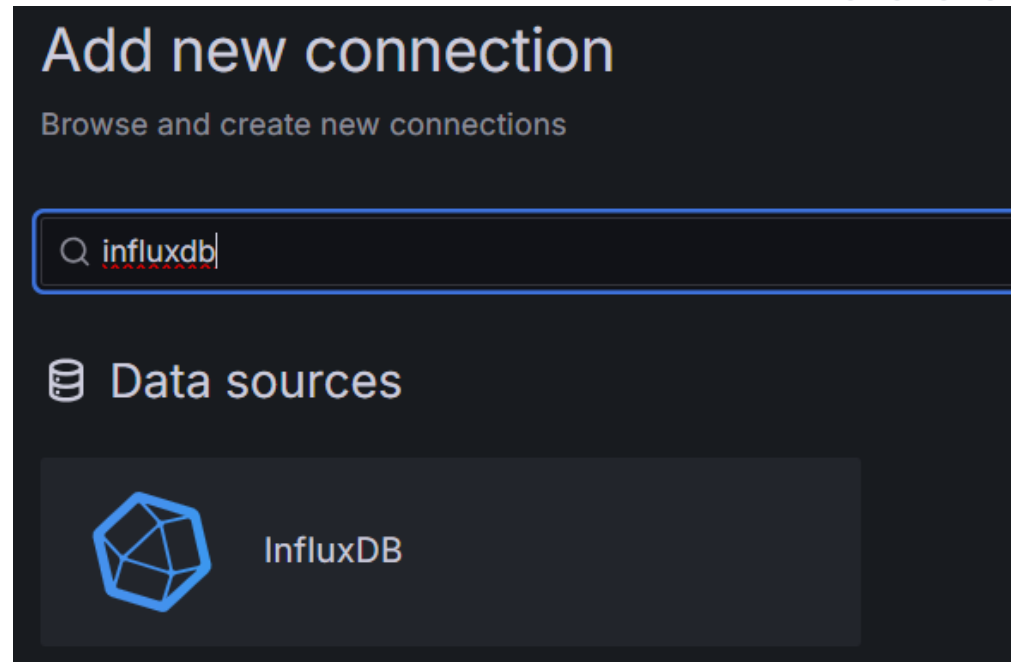 Add new connection
Browse and create new connections
influxdb
Data sources
InfluxDB